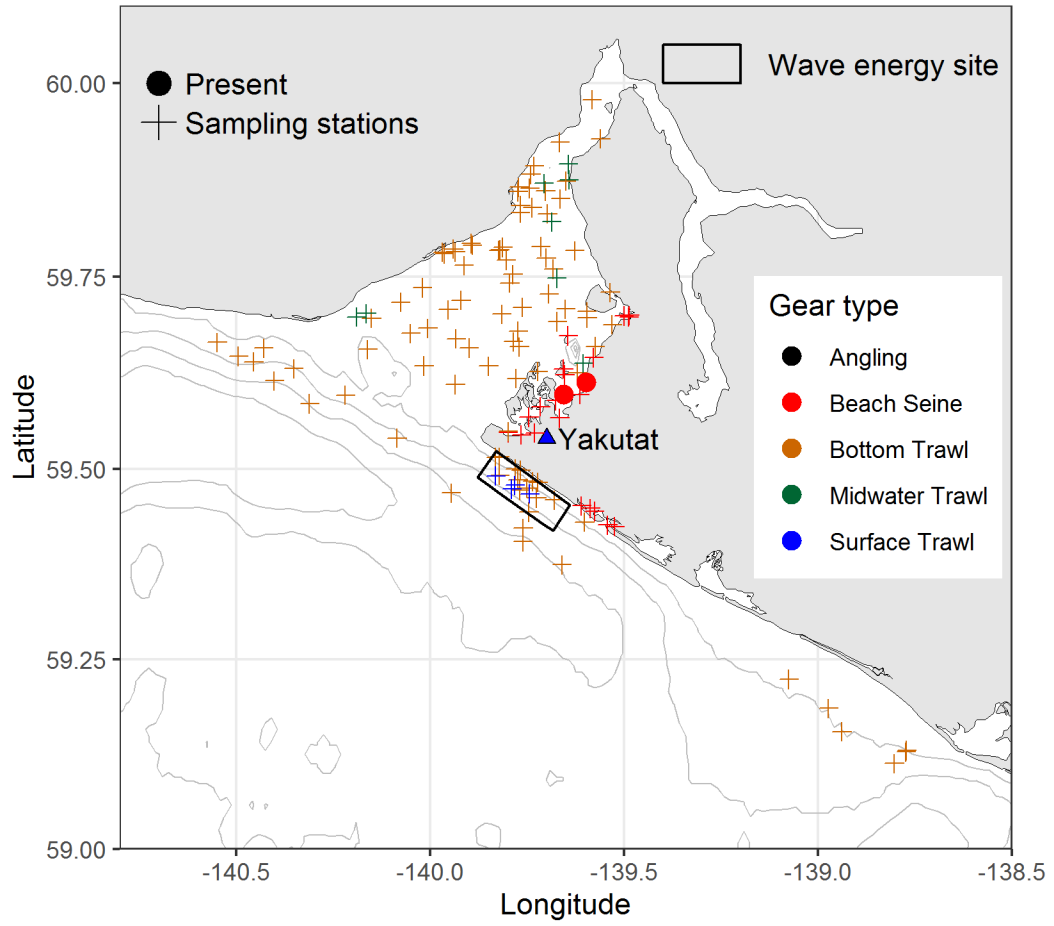 Present
Sampling stations
Wave energy site
60.00
59.75
59.50
59.25
59.00
Latitude
Yakutat
Gear type
Angling
Beach Seine
Bottom Trawl
Midwater Trawl
Surface Trawl
-140.5
-140.0
-139.5
-139.0
-138.5
Longitude